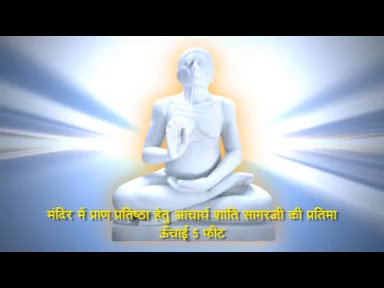 मंदिर में प्राण प्रतिष्ठा हेतु आचार्य शांति सागरजी की प्रतिमा
ऊँचाई 5 फीट